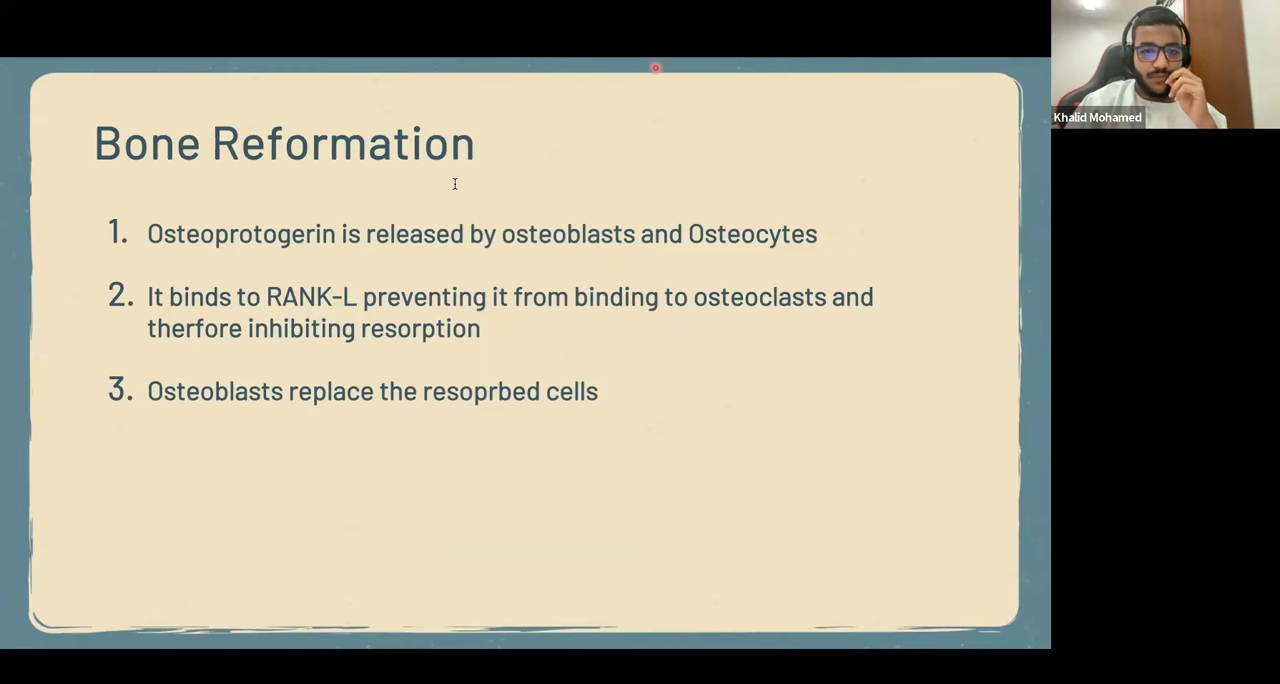 Bone Reformation
1. Osteoprotogerin is released by osteoblasts and Osteocytes
2. It binds to RANK-L preventing it from binding to osteoclasts and
therfore inhibiting resorption
3. Osteoblasts replace the resoprbed cells
Khalid Mohamed